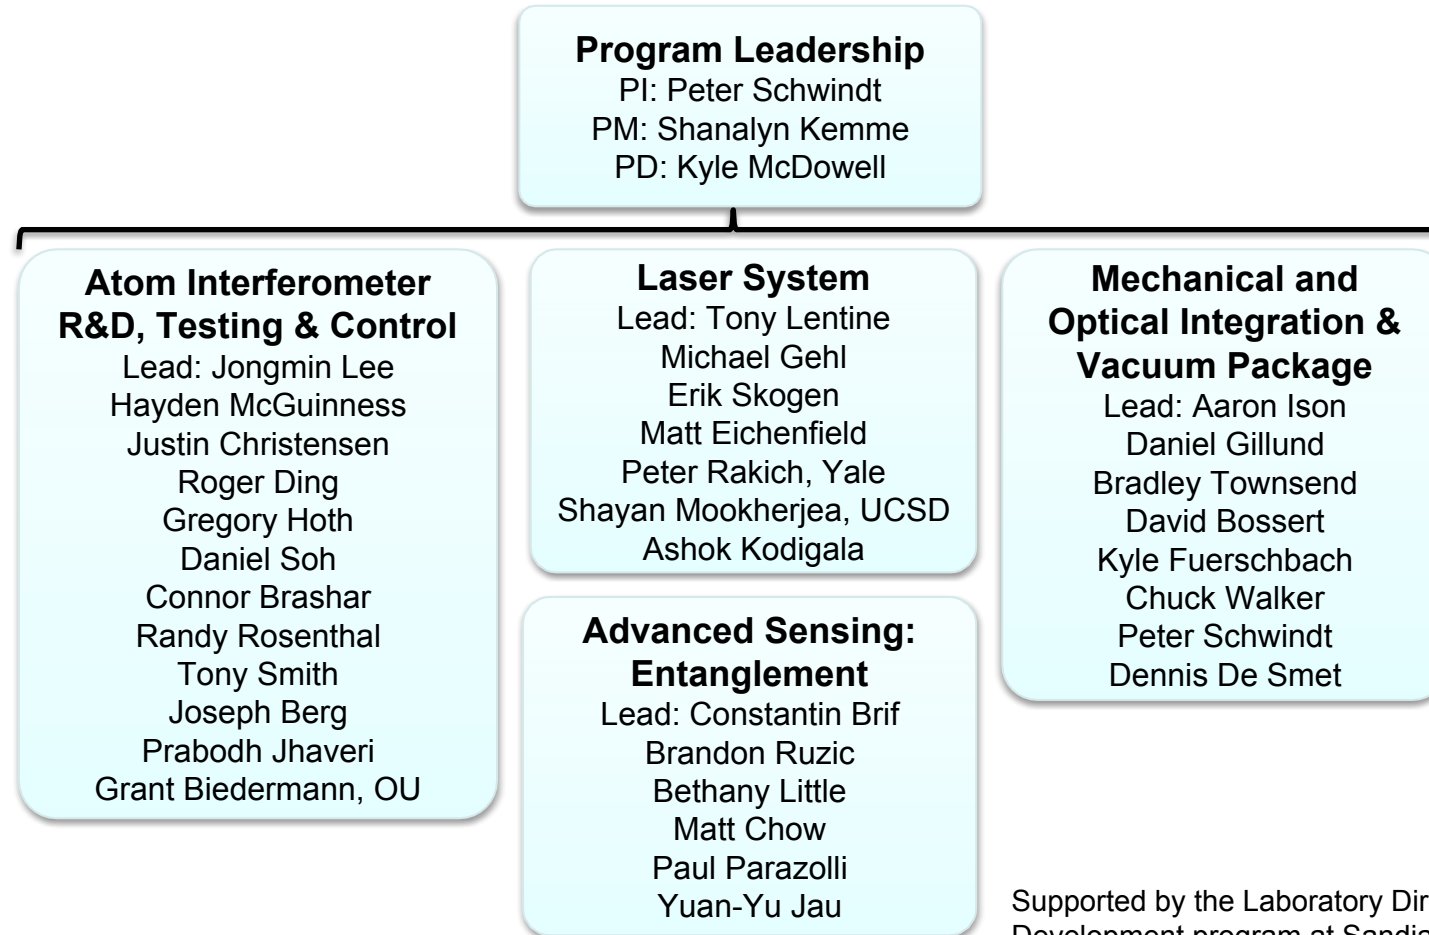 Program Leadership
PI: Peter Schwindt
PM: Shanalyn Kemme
PD: Kyle McDowell
Atom Interferometer
R&D, Testing & Control
Lead: Jongmin Lee
Hayden McGuinness
Justin Christensen
Roger Ding
Gregory Hoth
Daniel Soh
Connor Brashar
Randy Rosenthal
Tony Smith
Joseph Berg
Prabodh Jhaveri
Grant Biedermann, OU
Laser System
Lead: Tony Lentine
Michael Gehl
Erik Skogen
Matt Eichenfield
Peter Rakich, Yale
Shayan Mookherjea, UCSD
Ashok Kodigala
Advanced Sensing:
Entanglement
Lead: Constantin Brif
Brandon Ruzic
Bethany Little
Matt Chow
Paul Parazolli
Yuan-Yu Jau
Mechanical and
Optical Integration &
Vacuum Package
Lead: Aaron Ison
Daniel Gillund
Bradley Townsend
David Bossert
Kyle Fuerschbach
Chuck Walker
Peter Schwindt
Dennis De Smet
Supported by the Laboratory Dir
Development program at Sandia